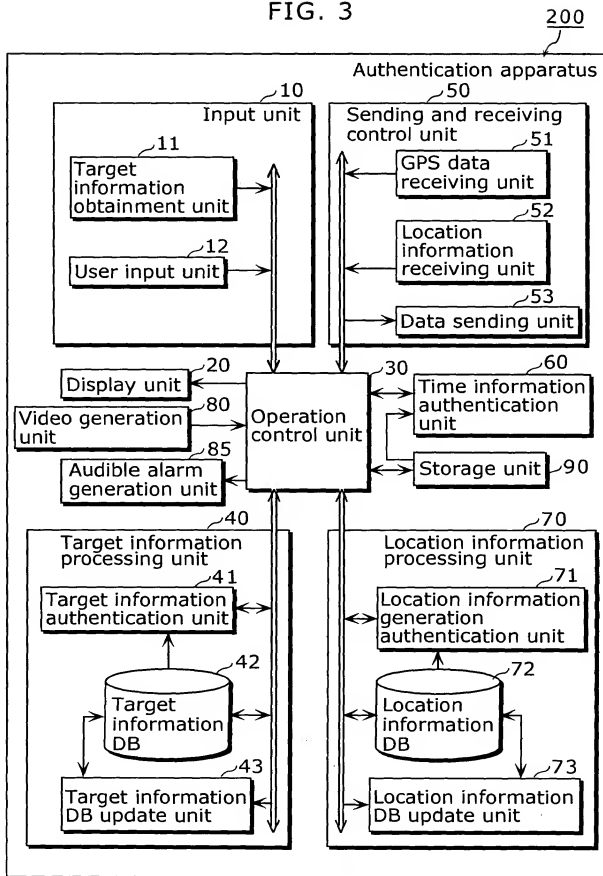 FIG. 3
200
Authentication apparatus
10
Input unit
11
Target
information
obtainment unit
12
User input unit
50
Sending and receiving
control unit
51
GPS data
receiving unit
52
Location
information
receiving unit
53
Data sending unit
20
Display unit
80
Video generation
unit
85
Audible alarm
generation unit
30
Operation
control unit
60
Time information
authentication
unit
Storage unit
90
40
Target information
processing unit
41
Target information
authentication unit
42
Target
information
DB
43
Target information
DB update unit
70
Location information
processing unit
71
Location information
generation
authentication unit
72
Location
information
DB
73
Location information
DB update unit